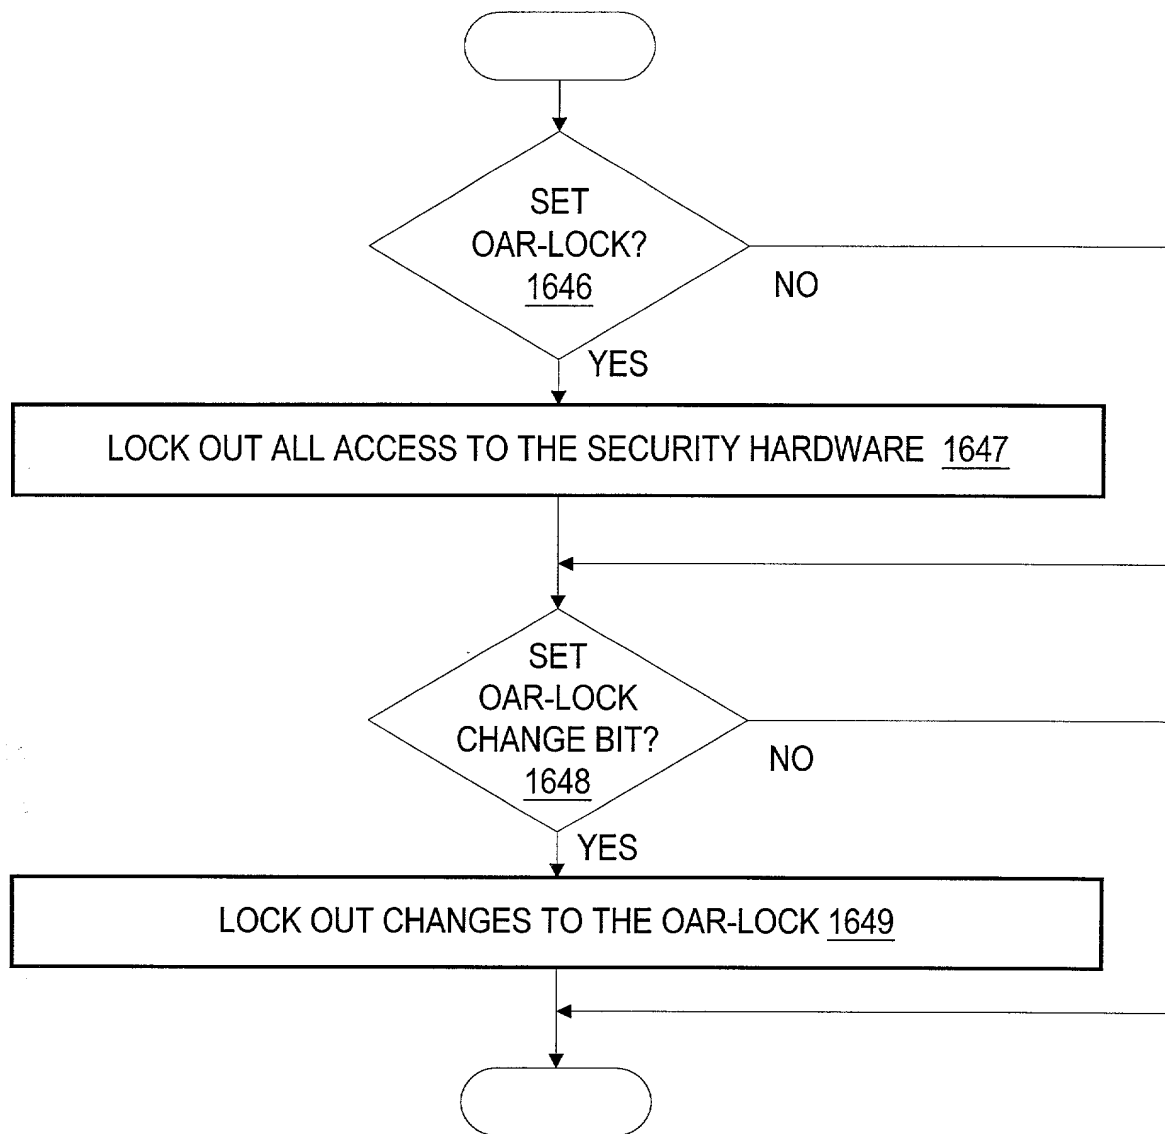 SET
OAR-LOCK?
1646
NO
YES
LOCK OUT ALL ACCESS TO THE SECURITY HARDWARE 1647
SET
OAR-LOCK
CHANGE BIT?
1648
NO
YES
LOCK OUT CHANGES TO THE OAR-LOCK 1649